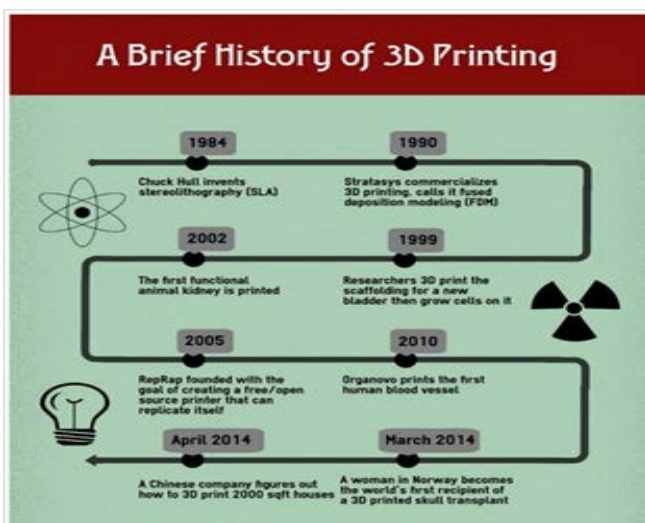 A Brief History of 3D Printing
1984
Chuck Hull invents
stereolithography (SLA)
1990
Stratasys commercializes
3D printing, calls it fused
deposition modeling (FDM)
1999
Researchers 3D print the
scaffolding for a new
bladder then grow cells on it
2002
The first functional
animal kidney is printed
2005
RepRap founded with the
goal of creating a free/open
source printer that can
replicate itself
2010
Organovo prints the first
human blood vessel
March 2014
A woman in Norway becomes
the world's first recipient of
a 3D printed skull transplant
April 2014
A Chinese company figures out
how to 3D print 2000 sqft houses